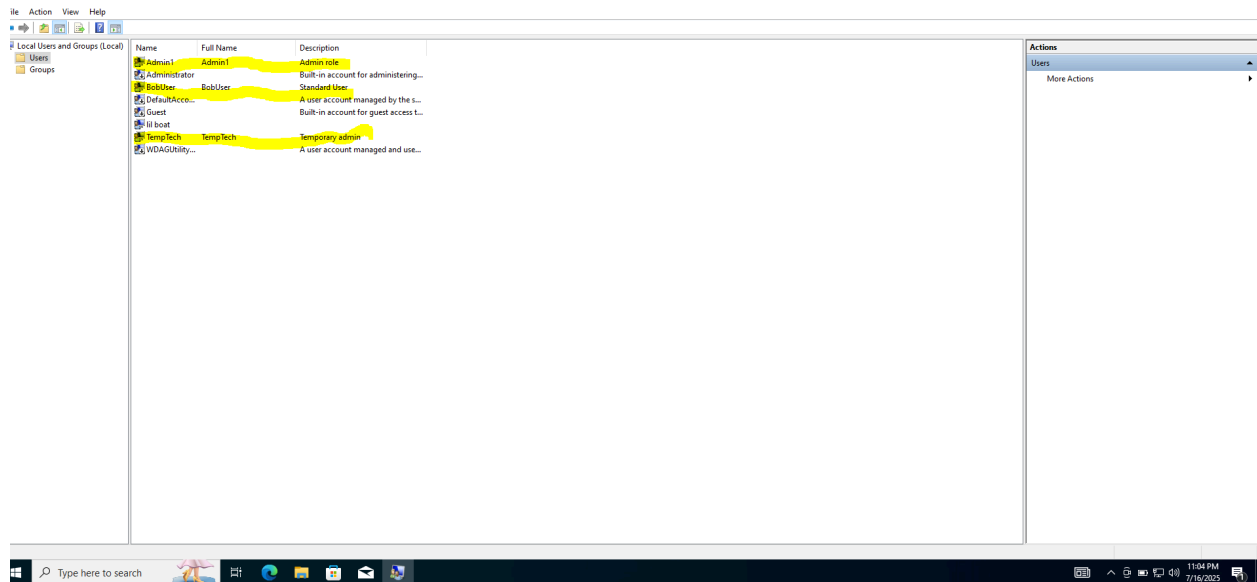 ile Action View Help
Local Users and Groups (Local)
Users
Groups
Name Full Name Description
Admin1 Admin1 Admin role
Administrator Built-in account for administering...
BobUser BobUser Standard User
DefaultAcco... A user account managed by the s...
Guest Built-in account for guest access t...
lil boat
TempTech TempTech Temporary admin
WDAGUtility... A user account managed and use...
Actions
Users
More Actions
Type here to search
11:04 PM
7/16/2025